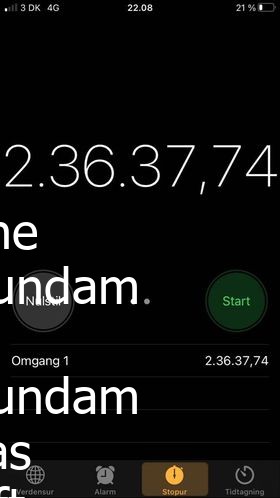 3 DK 4G 22.08 21 %
2.36.37,74
ne
undam
Nulstil Start
Omgang 1 2.36.37,74
undam
as
Verdensur Alarm Stopur Tidtagning